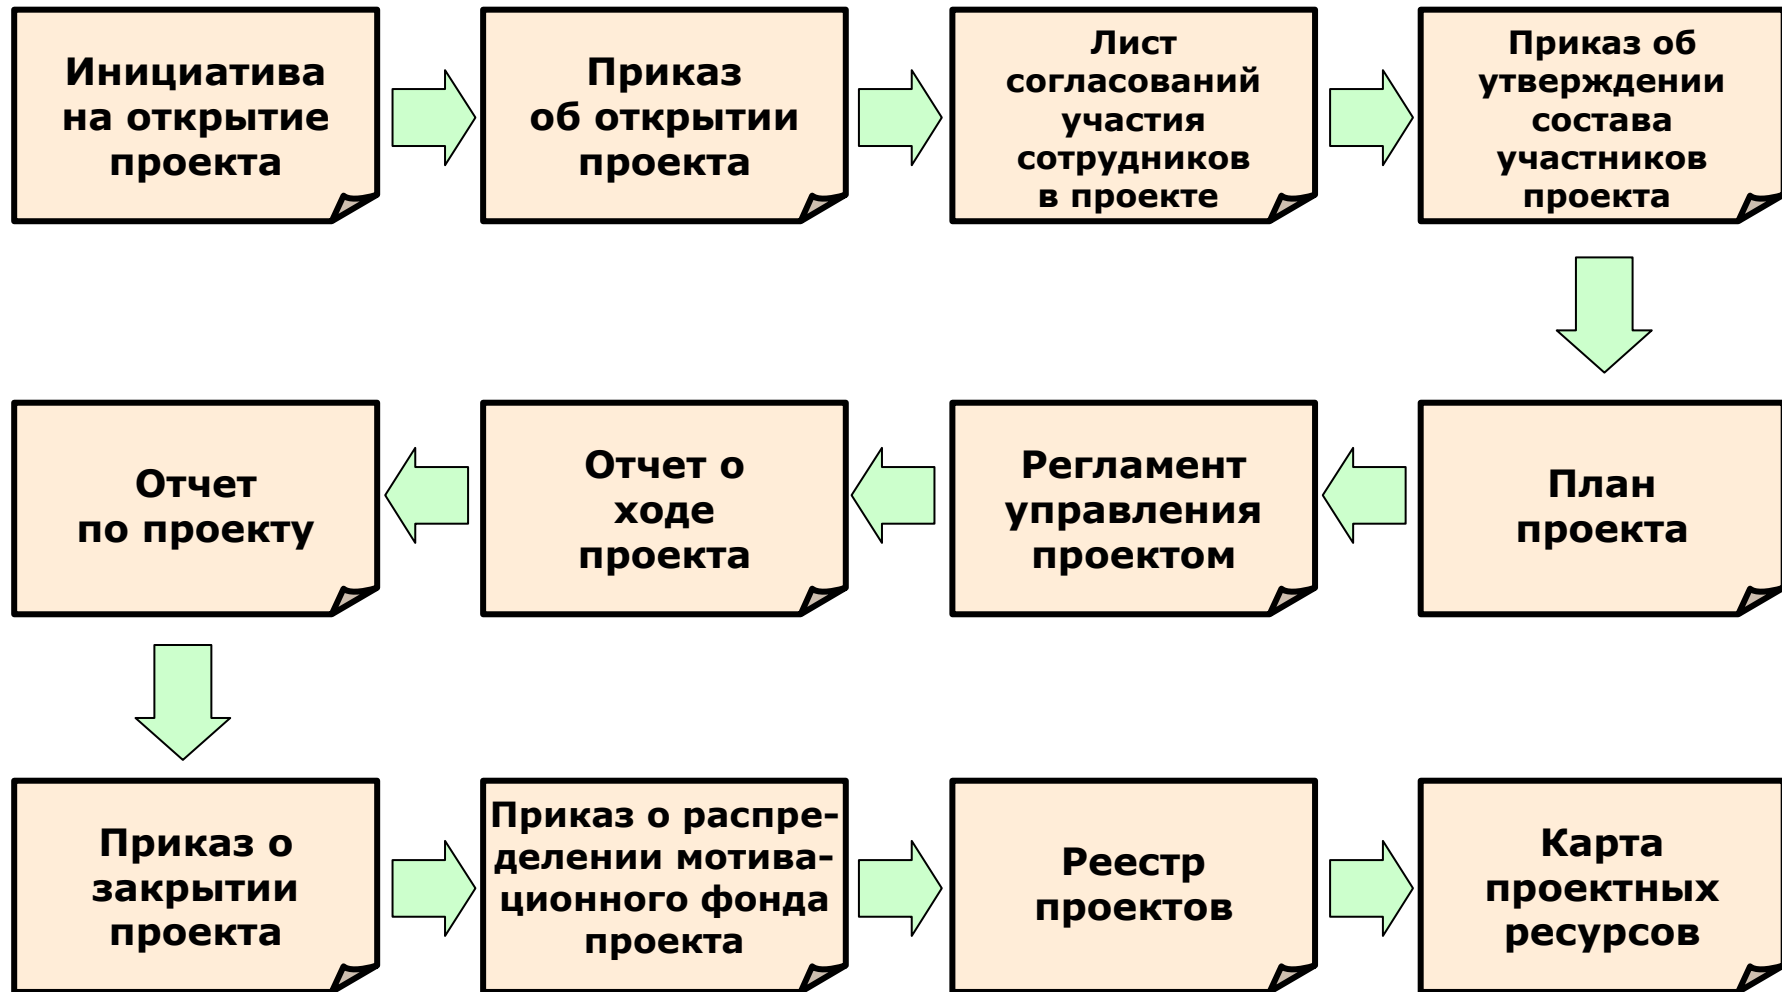 Инициатива
на открытие
проекта
Приказ
об открытии
проекта
Лист
согласований
участия
сотрудников
в проекте
Приказ об
утверждении
состава
участников
проекта
План
проекта
Регламент
управления
проектом
Отчет о
ходе
проекта
Отчет
по проекту
Приказ о
закрытии
проекта
Приказ о распре-
делении мотива-
ционного фонда
проекта
Реестр
проектов
Карта
проектных
ресурсов